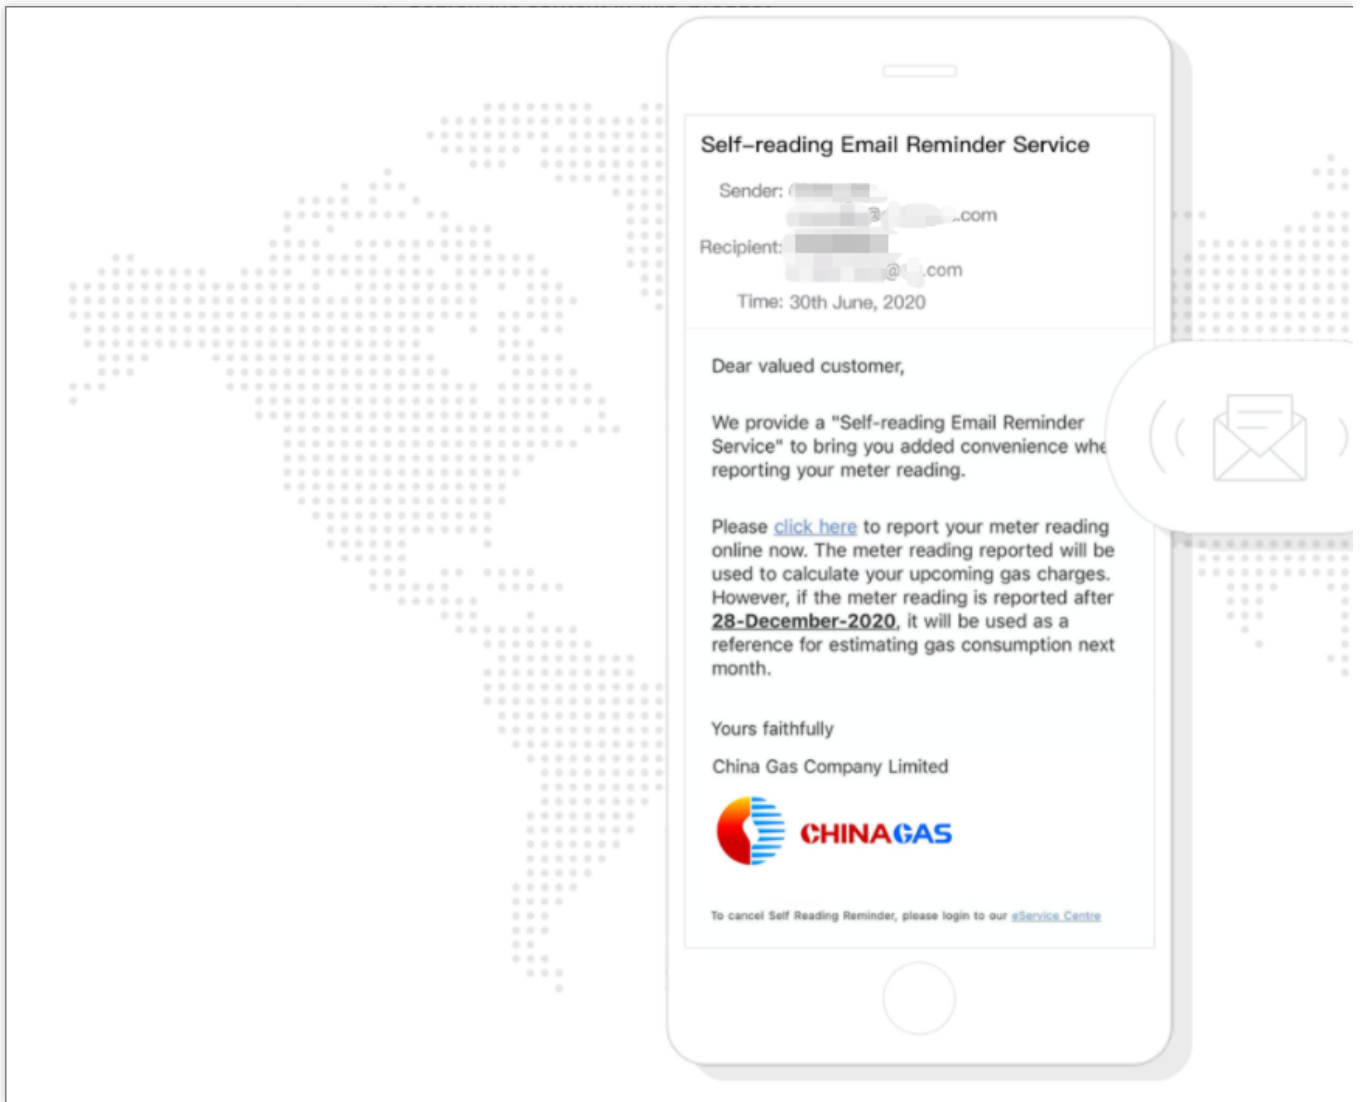 Self-reading Email Reminder Service
Sender:
@ .com
Recipient:
@ .com
Time: 30th June, 2020
Dear valued customer,
We provide a "Self-reading Email Reminder
Service" to bring you added convenience whe
reporting your meter reading.
Please click here to report your meter reading
online now. The meter reading reported will be
used to calculate your upcoming gas charges.
However, if the meter reading is reported after
28-December-2020, it will be used as a
reference for estimating gas consumption next
month.
Yours faithfully
China Gas Company Limited
CHINAGAS
To cancel Self Reading Reminder, please login to our eService Centre